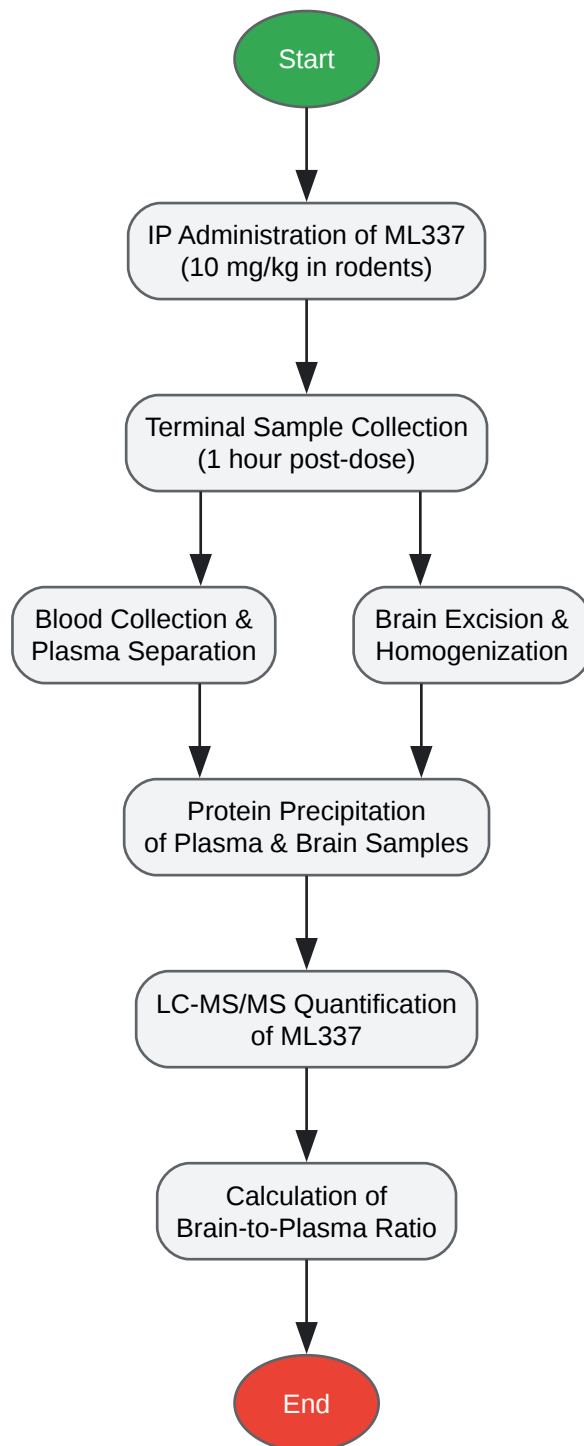 Start
IP Administration of ML337
(10 mg/kg in rodents)
Terminal Sample Collection
(1 hour post-dose)
Blood Collection &
Plasma Separation
Brain Excision &
Homogenization
Protein Precipitation
of Plasma & Brain Samples
LC-MS/MS Quantification
of ML337
Calculation of
Brain-to-Plasma Ratio
End